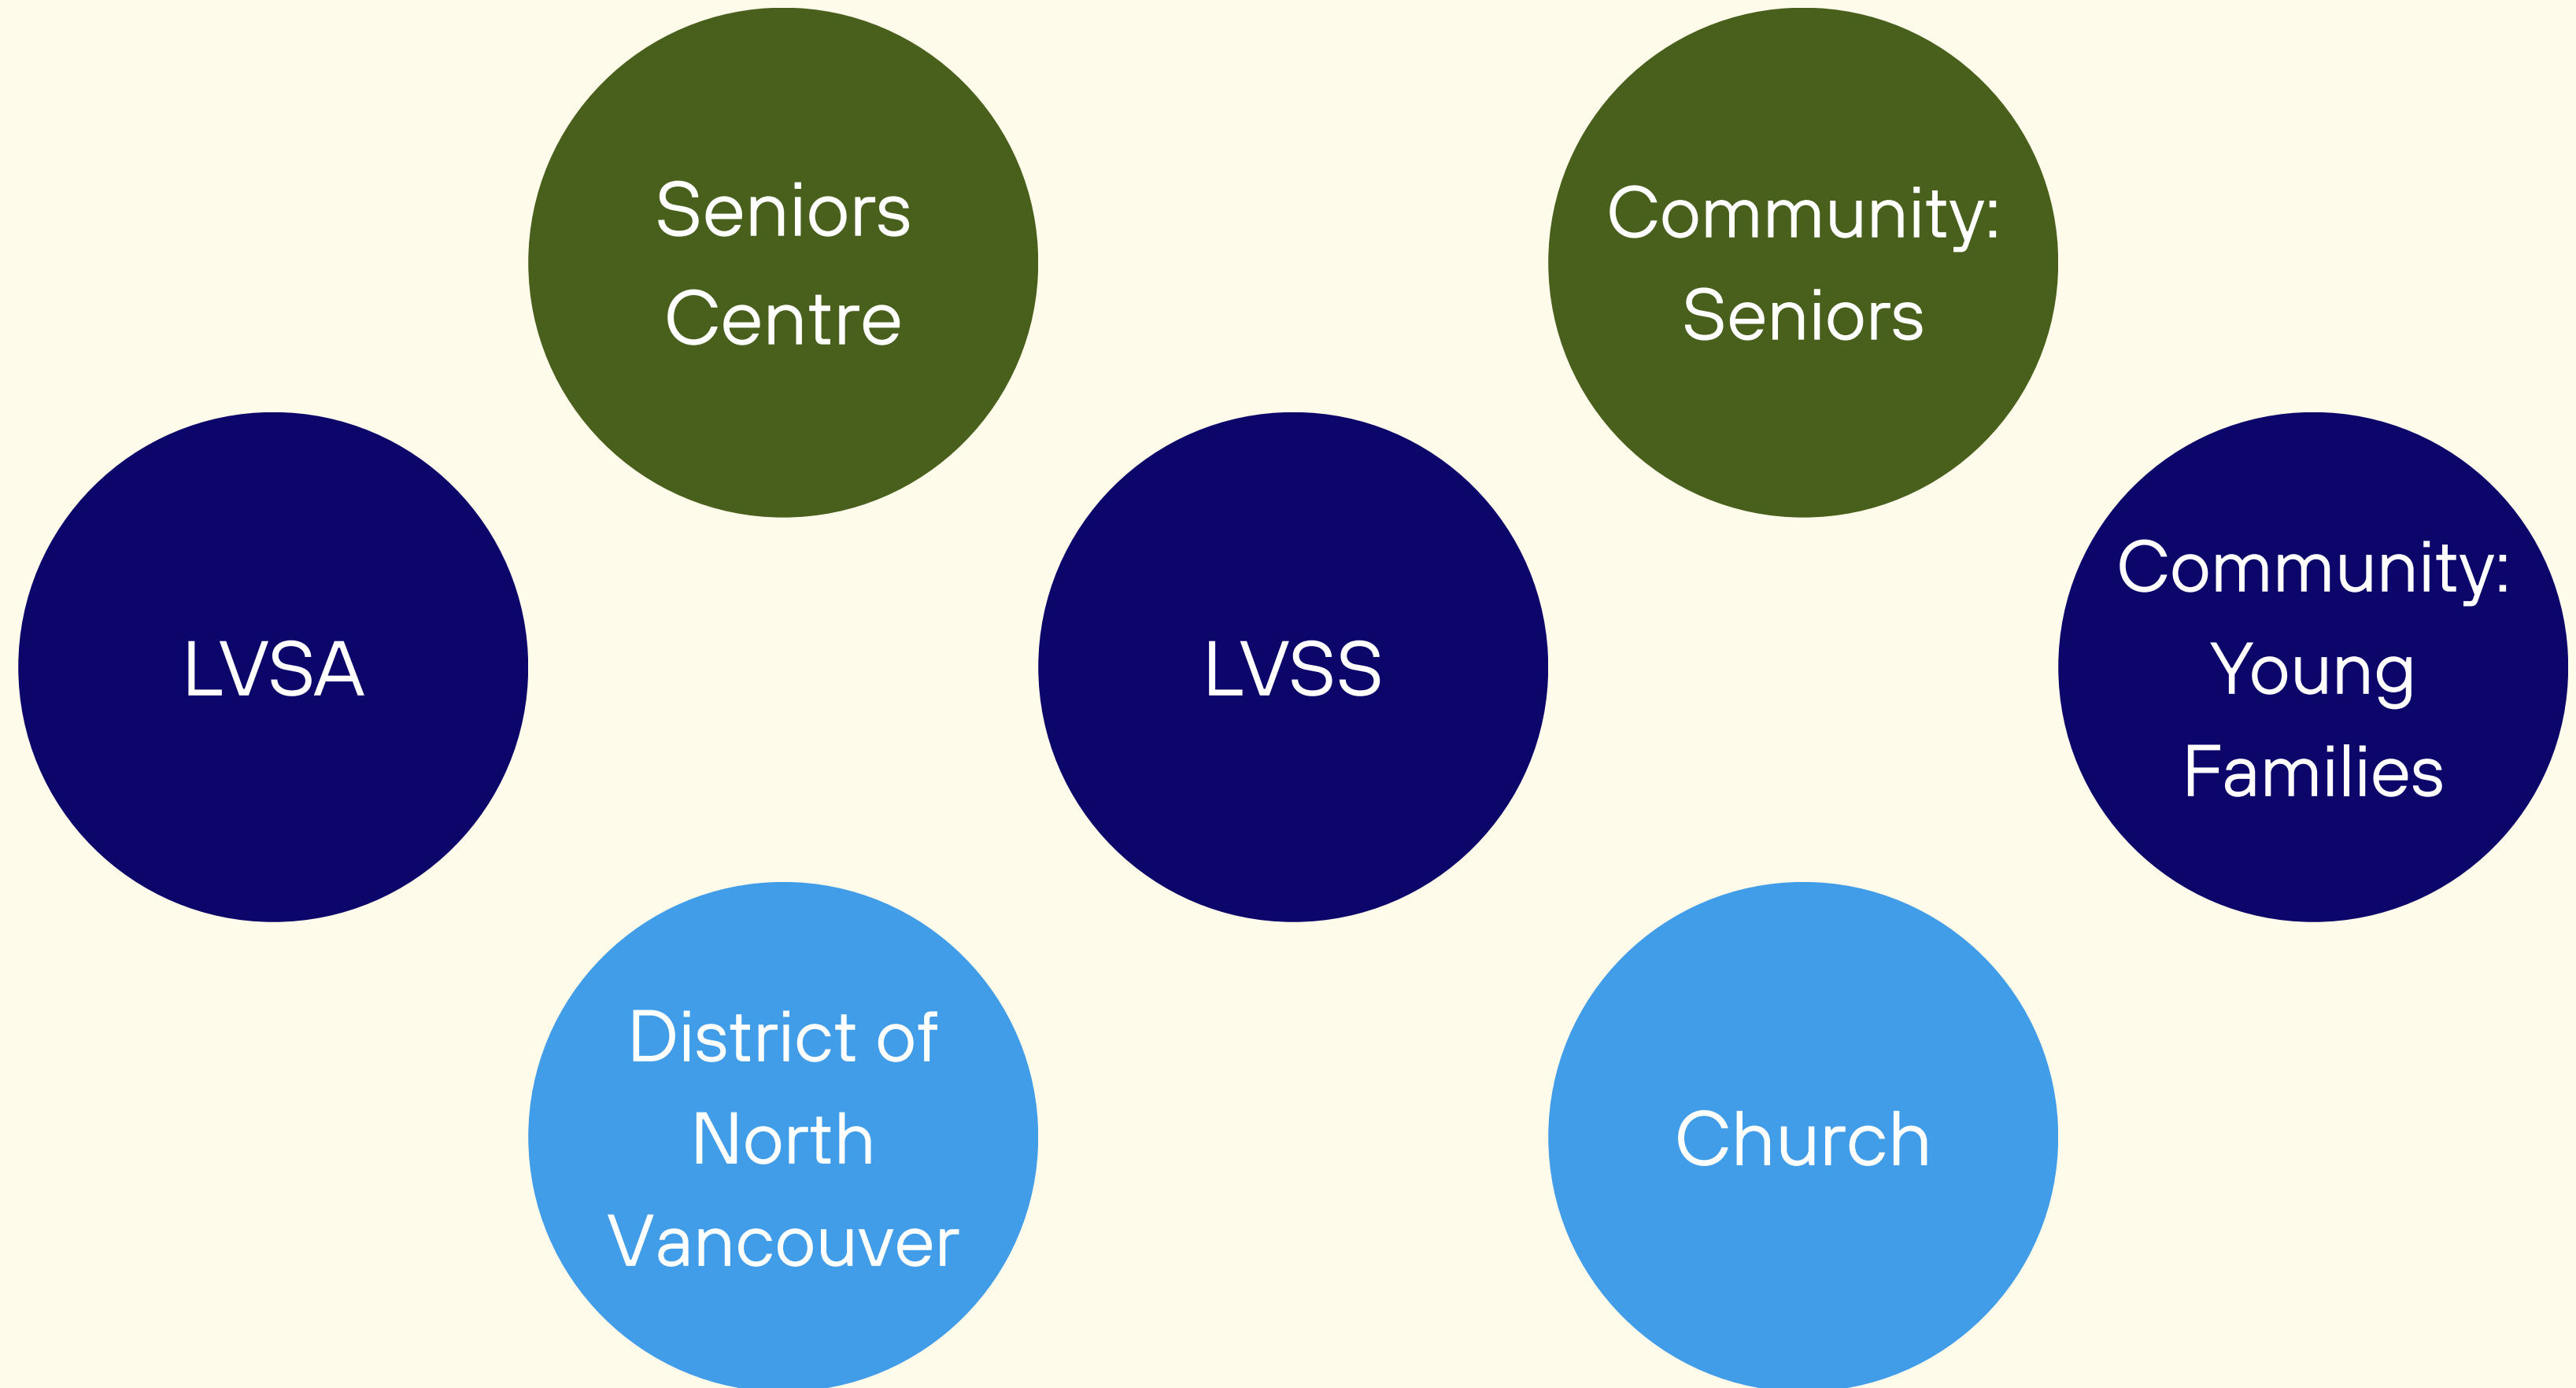 Seniors
Centre
Community:
Seniors
LVSA
LVSS
Community:
Young
Families
District of
North
Vancouver
Church